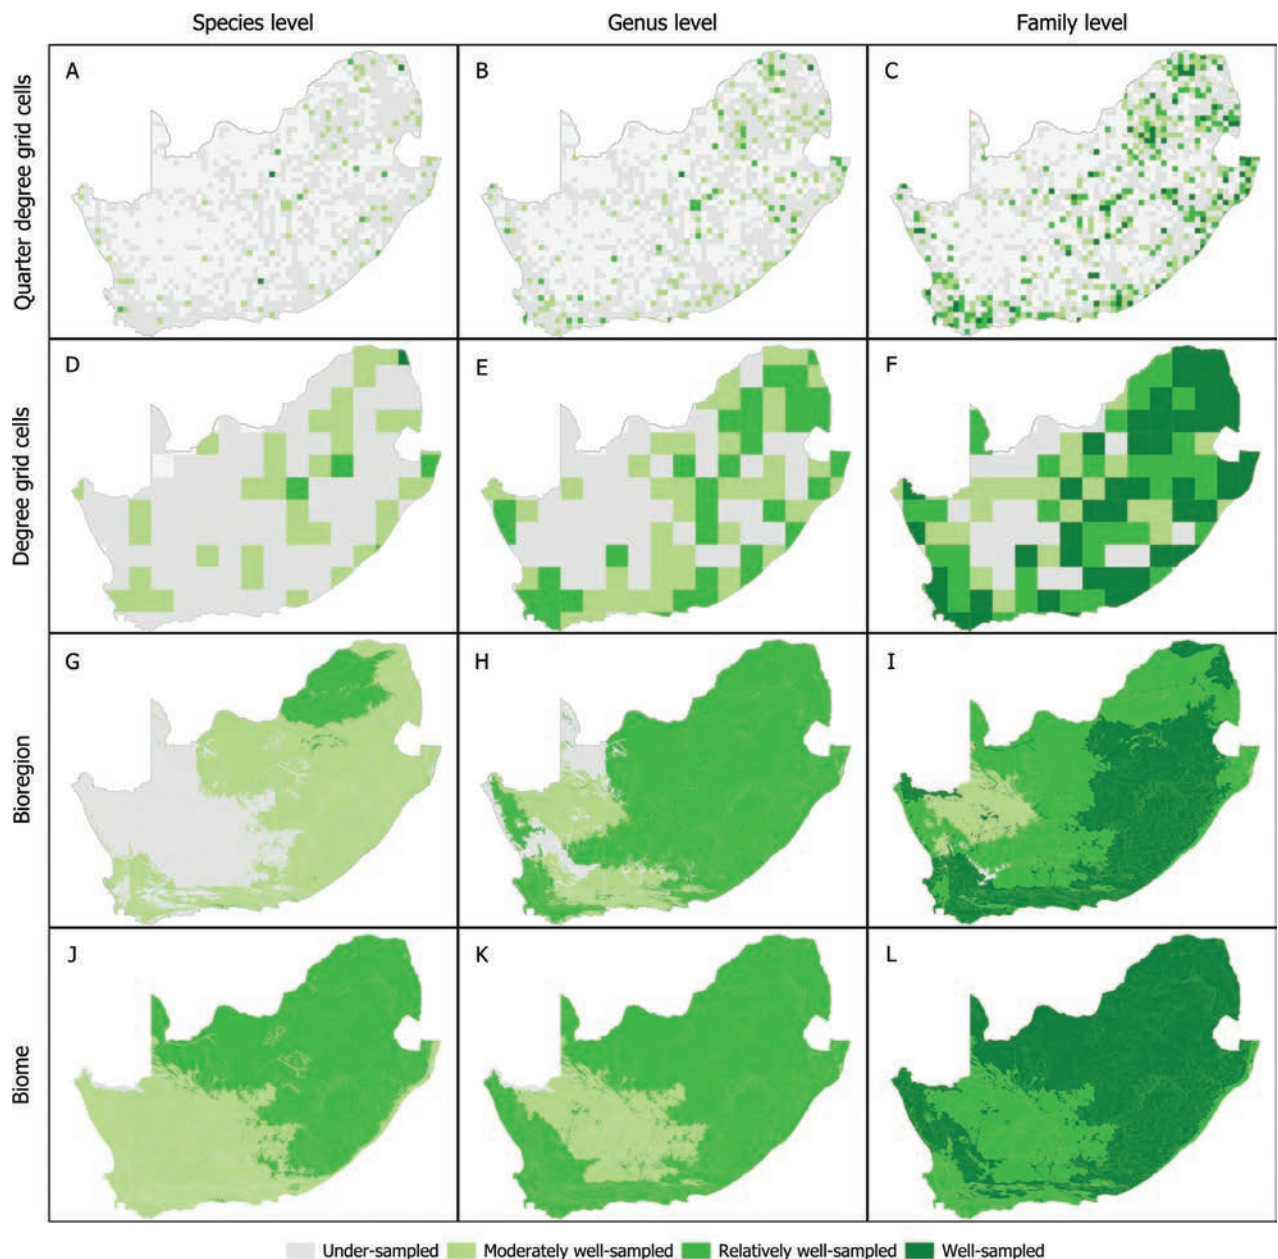 Species level Genus level Family level
Quarter degree grid cells
A B C
Degree grid cells
D E F
Bioregion
G H I
Biome
J K L
Under-sampled Moderately well-sampled Relatively well-sampled Well-sampled